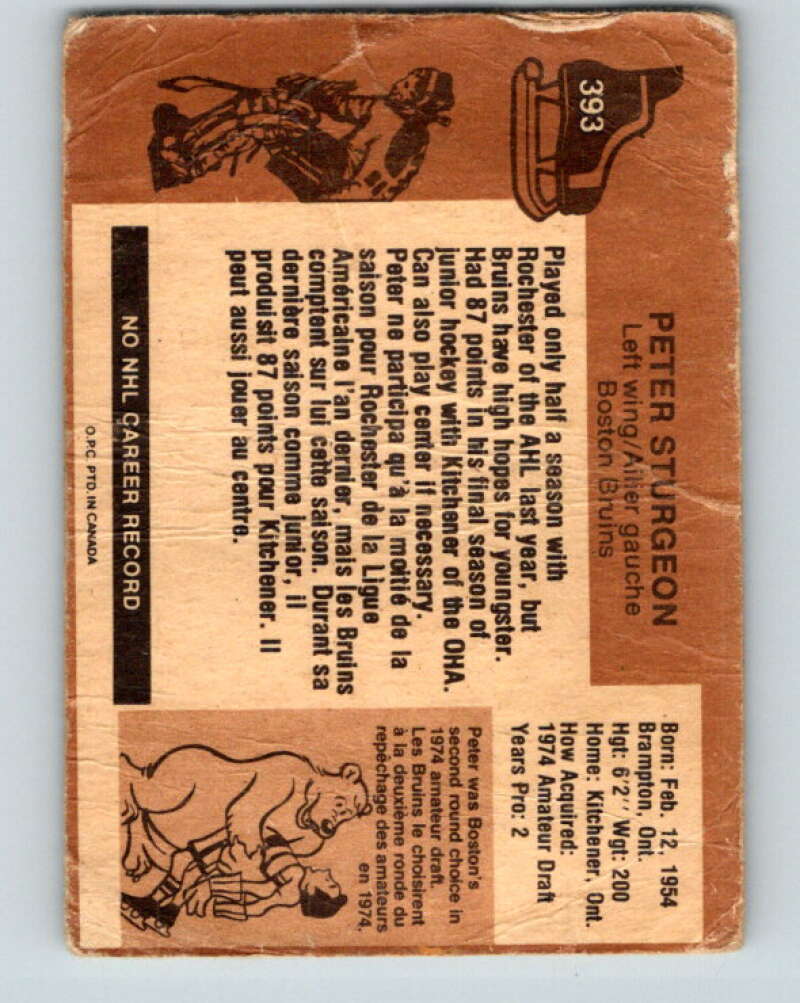 393
PETER STURGEON
Left wing/Ailier gauche
Boston Bruins
Born: Feb. 12, 1954
Brampton, Ont.
Hgt: 6'2'' Wgt: 200
Home: Kitchener, Ont.
How Acquired:
1974 Amateur Draft
Years Pro: 2
Played only half a season with
Rochester of the AHL last year, but
Bruins have high hopes for youngster.
Had 87 points in his final season of
junior hockey with Kitchener of the OHA.
Can also play center if necessary.
Peter ne participa qu'à la moitié de la
saison pour Rochester de la Ligue
Américaine l'an dernier, mais les Bruins
comptent sur lui cette saison. Durant sa
dernière saison comme junior, il
produisit 87 points pour Kitchener. Il
peut aussi jouer au centre.
Peter was Boston's
second round choice in
1974 amateur draft.
Les Bruins le choisirent
à la deuxième ronde du
repêchage des amateurs
en 1974.
NO NHL CAREER RECORD
O.P.C. PTD. IN CANADA